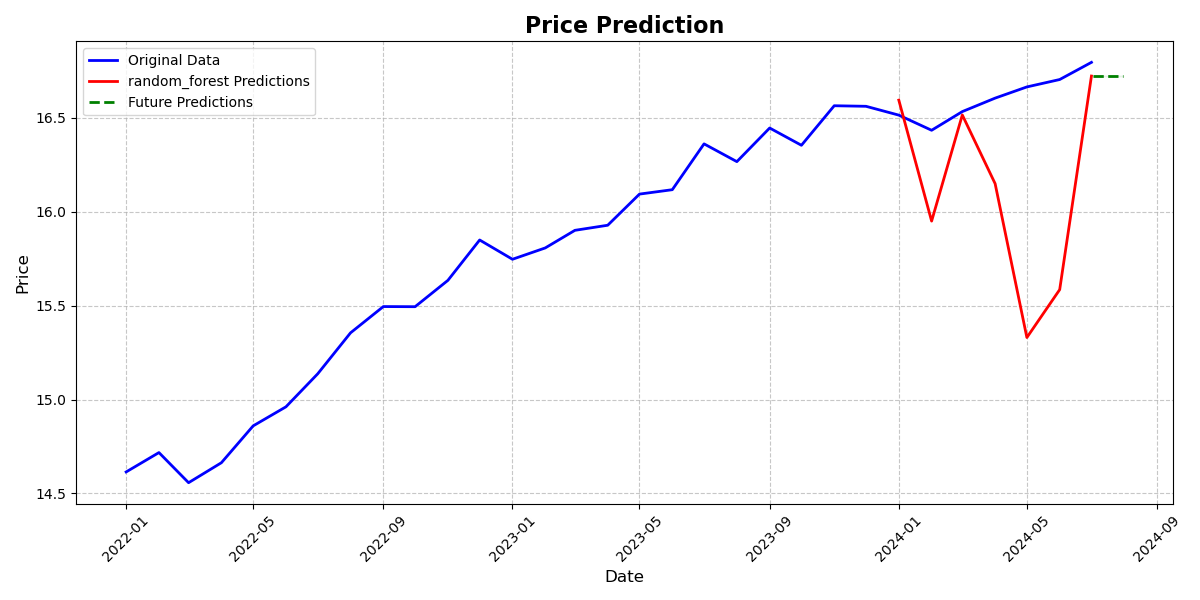 Price Prediction
Original Data
random_forest Predictions
Future Predictions
Price
16.5
16.0
15.5
15.0
14.5
2022-01
2022-05
2022-09
2023-01
2023-05
2023-09
2024-01
2024-05
2024-09
Date